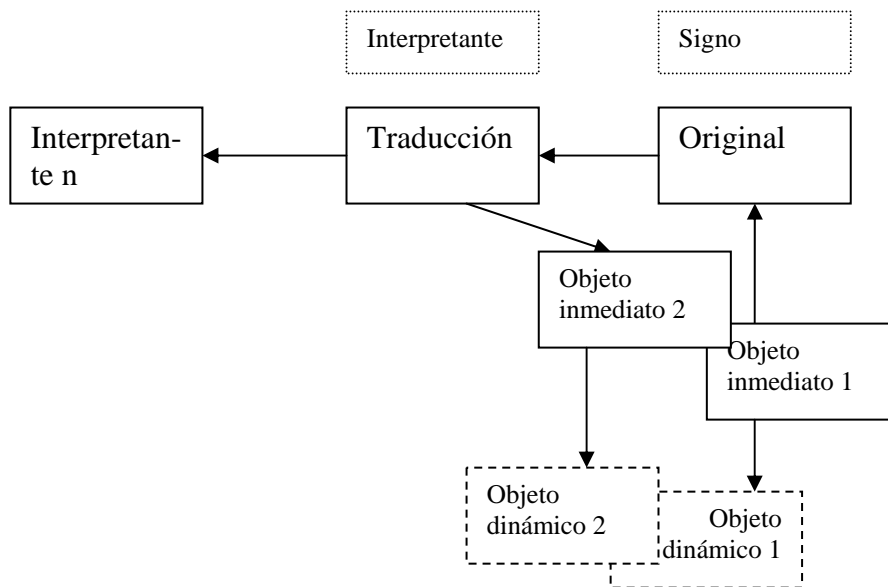 Interpretante
Signo
Interpretan-
te n
Traducción
Original
Objeto
inmediato 2
Objeto
inmediato 1
Objeto
dinámico 2
Objeto
dinámico 1